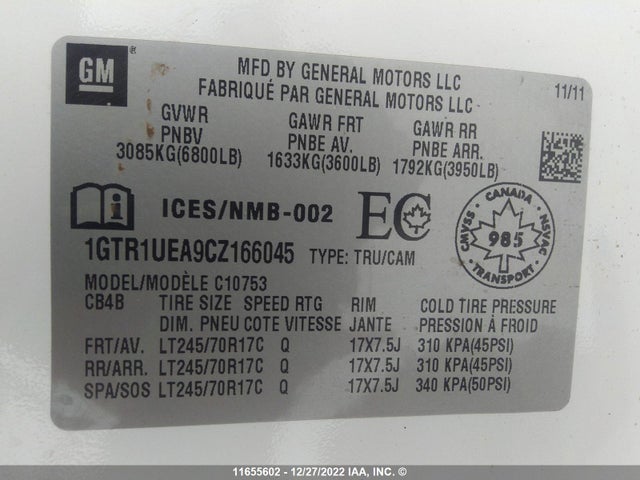 GM ®
MFD BY GENERAL MOTORS LLC
FABRIQUÉ PAR GENERAL MOTORS LLC
11/11
GVWR GAWR FRT GAWR RR
PNBV PNBE AV. PNBE ARR.
3085KG(6800LB) 1633KG(3600LB) 1792KG(3950LB)
ICES/NMB-002 EC
CANADA
CMVSS 985 NSVAC
TRANSPORT
1GTR1UEA9CZ166045 TYPE: TRU/CAM
MODEL/MODÈLE C10753
CB4B TIRE SIZE SPEED RTG RIM COLD TIRE PRESSURE
DIM. PNEU COTE VITESSE JANTE PRESSION À FROID
FRT/AV. LT245/70R17C Q 17X7.5J 310 KPA(45PSI)
RR/ARR. LT245/70R17C Q 17X7.5J 310 KPA(45PSI)
SPA/SOS LT245/70R17C Q 17X7.5J 340 KPA(50PSI)
11655602 - 12/27/2022 IAA, INC. ©